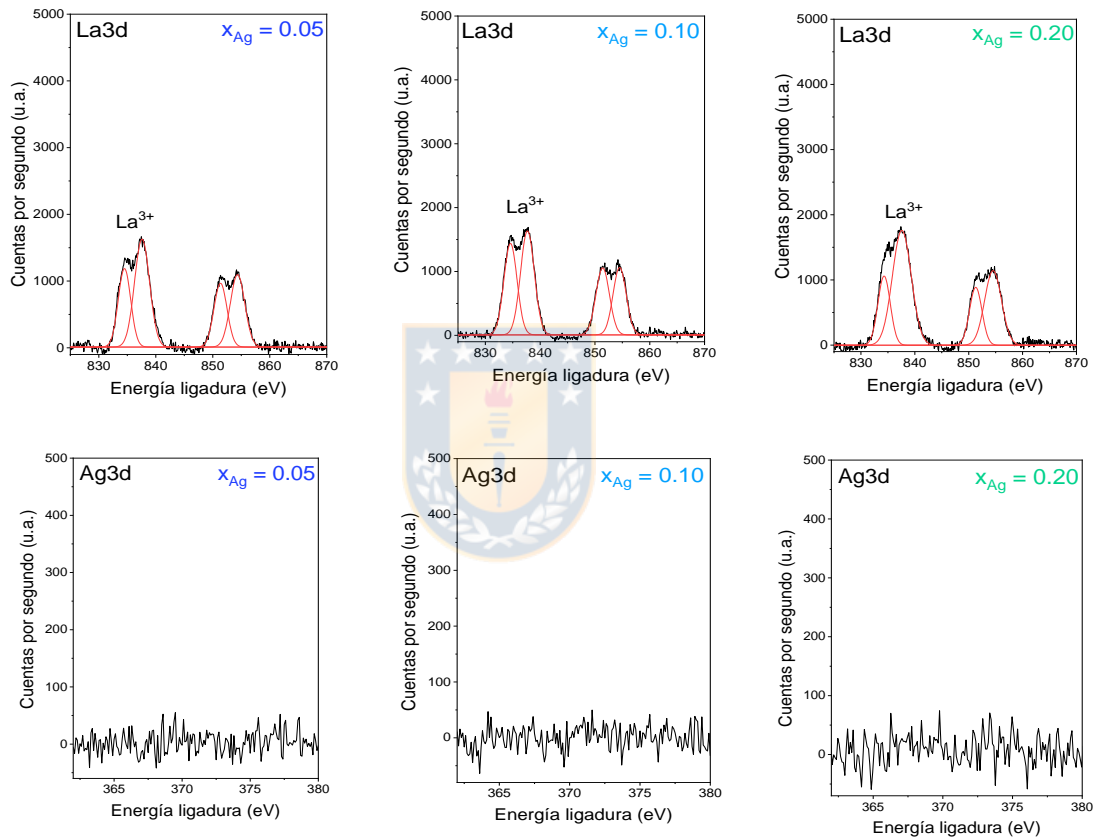 La3d
x_Ag = 0.05
5000
4000
3000
2000
1000
0
La³⁺
830 840 850 860 870
Energía ligadura (eV)
Cuentas por segundo (u.a.)
La3d
x_Ag = 0.10
5000
4000
3000
2000
1000
0
La³⁺
830 840 850 860 870
Energía ligadura (eV)
Cuentas por segundo (u.a.)
La3d
x_Ag = 0.20
5000
4000
3000
2000
1000
0
La³⁺
830 840 850 860 870
Energía ligadura (eV)
Cuentas por segundo (u.a.)
Ag3d
x_Ag = 0.05
500
400
300
200
100
0
365 370 375 380
Energía ligadura (eV)
Cuentas por segundo (u.a.)
Ag3d
x_Ag = 0.10
500
400
300
200
100
0
365 370 375 380
Energía ligadura (eV)
Cuentas por segundo (u.a.)
Ag3d
x_Ag = 0.20
500
400
300
200
100
0
365 370 375 380
Energía ligadura (eV)
Cuentas por segundo (u.a.)